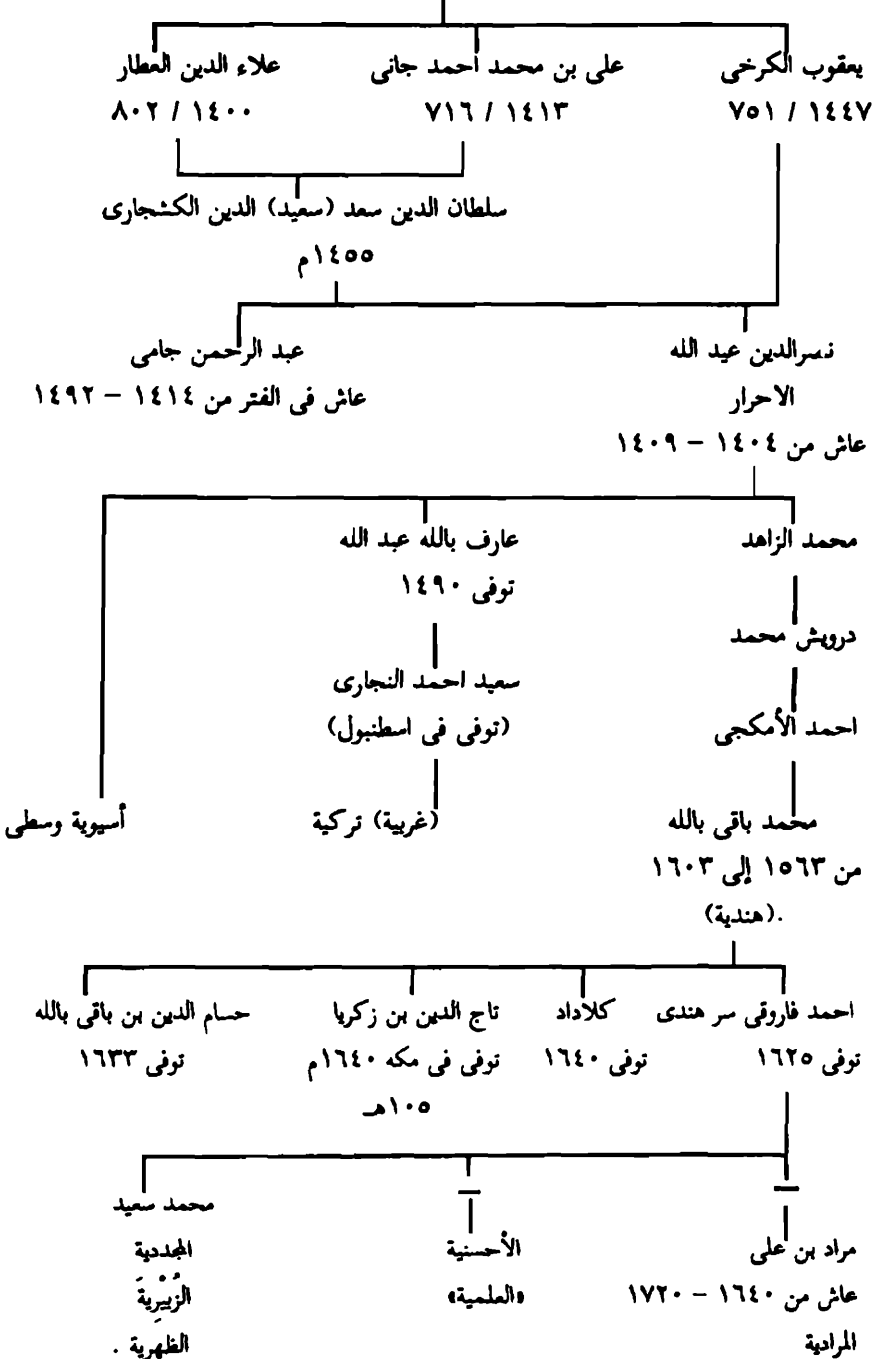 يعقوب الكرخى على بن محمد احمد جانى علاء الدين العطار
١٤٤٧ / ٧٥١ ١٤١٣ / ٧١٦ ١٤٠٠ / ٨٠٢
سلطان الدين سعد (سعيد) الدين الكشجارى
١٤٥٥م
نسرالدين عيد الله عبد الرحمن جامى
الاحرار عاش فى الفتر من ١٤١٤ – ١٤٩٢
عاش من ١٤٠٤ – ١٤٠٩
محمد الزاهد عارف بالله عبد الله
توفى ١٤٩٠
درويش محمد
سعيد احمد النجارى
احمد الأمكجى (توفى فى اسطنبول)
محمد باقى بالله (غربية) تركية أسيوية وسطى
من ١٥٦٣ إلى ١٦٠٣
(هندية).
احمد فاروقى سر هندى كلاداد تاج الدين بن زكريا حسام الدين بن باقى بالله
توفى ١٦٢٥ توفى ١٦٤٠ توفى فى مكه ١٦٤٠م توفى ١٦٣٣
١٠٥هـ
محمد سعيد
مراد بن على الأحسنية المجددية
عاش من ١٦٤٠ – ١٧٢٠ «العلمية» الزُبيْرِيةَ
المرادية الظهرية .